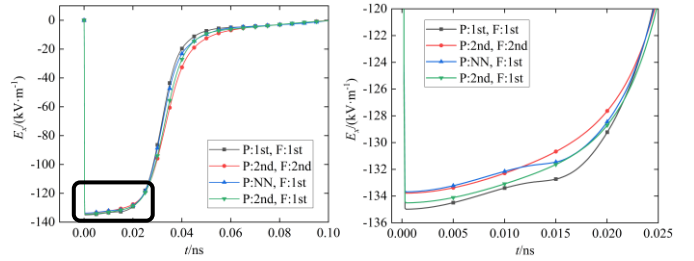 0
-20
-40
-60
-80
-100
-120
-140
E_x/(kV·m⁻¹)
P:1st, F:1st
P:2nd, F:2nd
P:NN, F:1st
P:2nd, F:1st
0.00 0.02 0.04 0.06 0.08 0.10
t/ns
-120
-122
-124
-126
-128
-130
-132
-134
-136
E_x/(kV·m⁻¹)
P:1st, F:1st
P:2nd, F:2nd
P:NN, F:1st
P:2nd, F:1st
0.000 0.005 0.010 0.015 0.020 0.025
t/ns